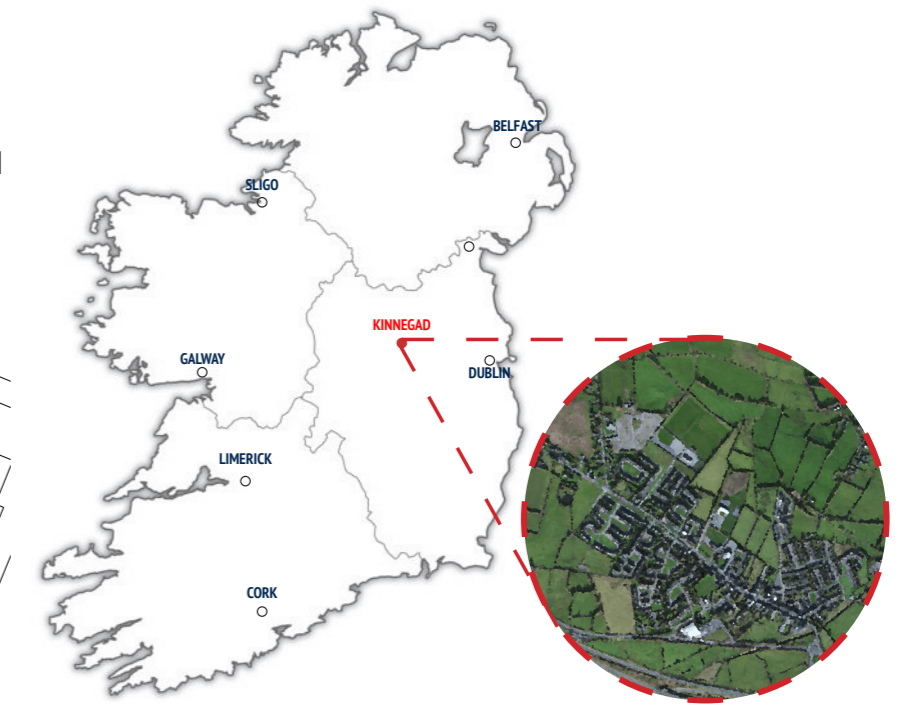 BELFAST
SLIGO
KINNEGAD
GALWAY
DUBLIN
LIMERICK
CORK